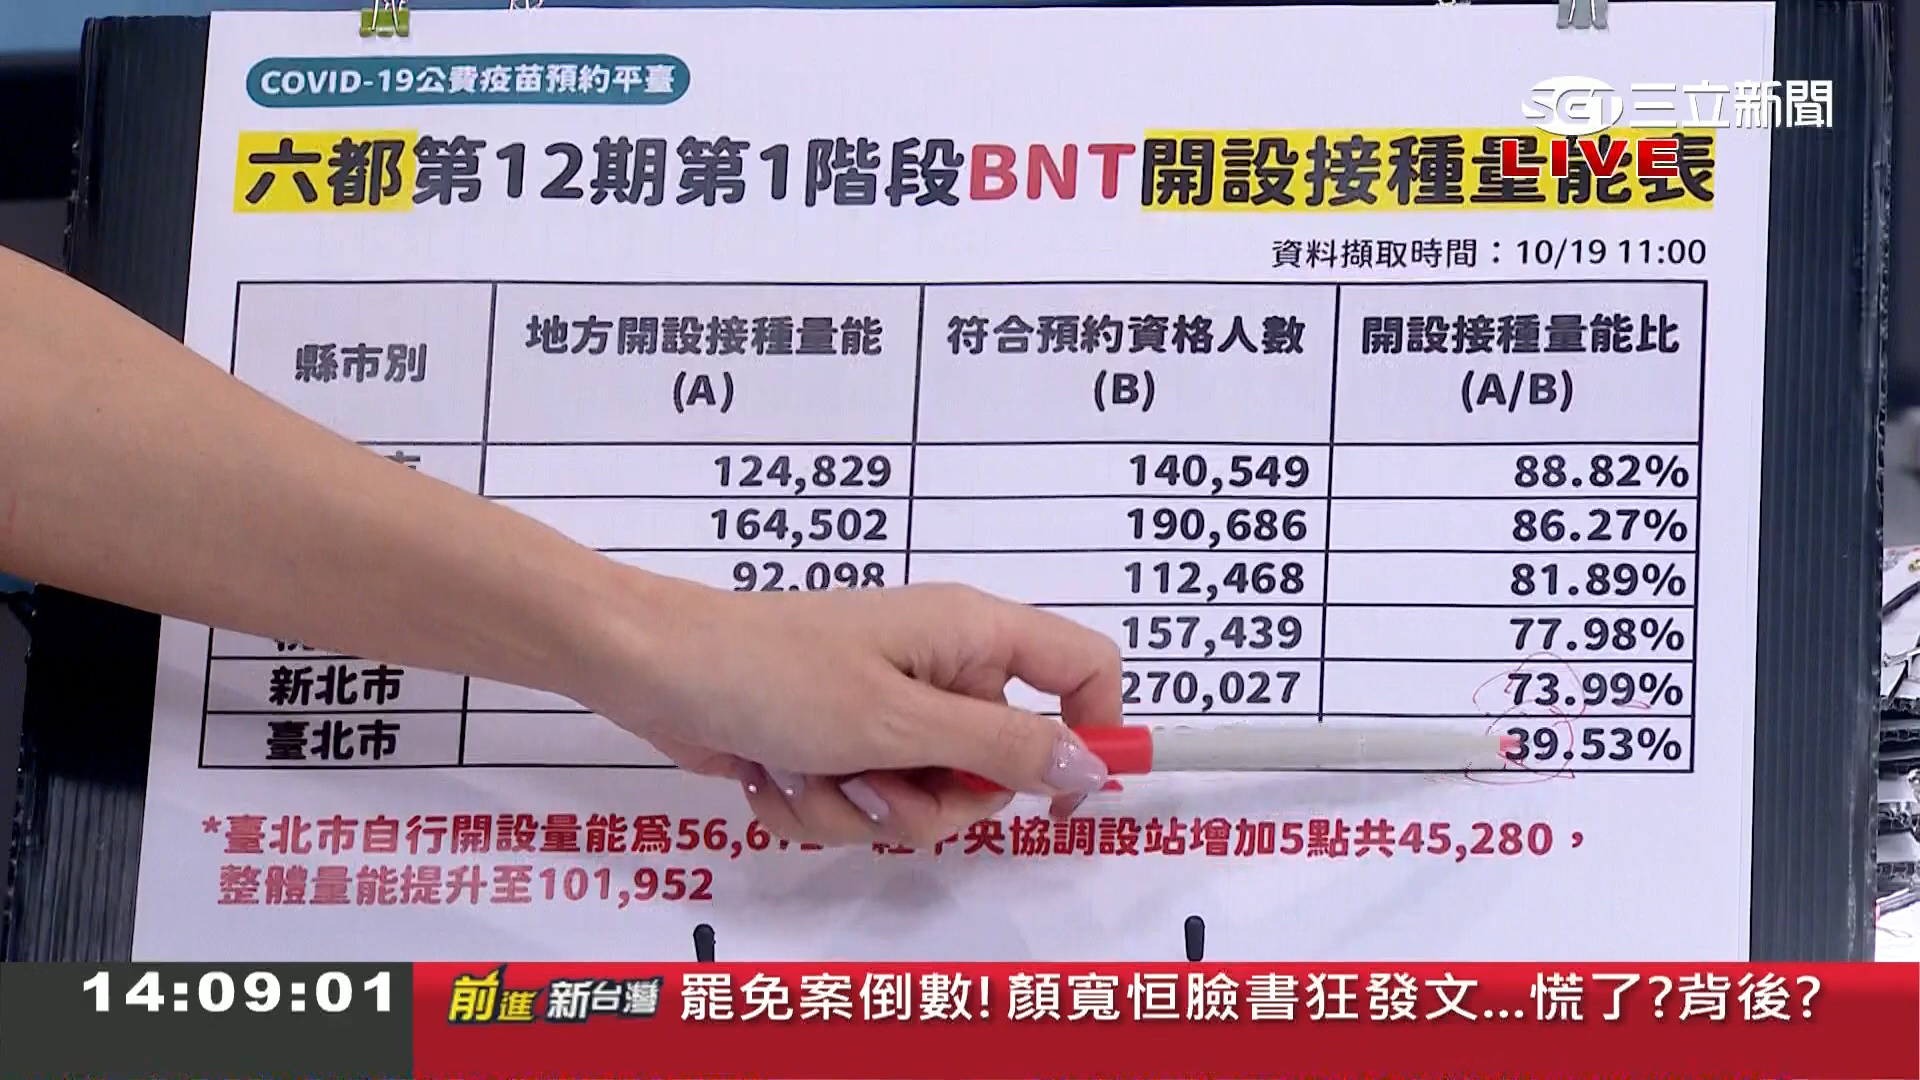 COVID-19公費疫苗預約平臺
SET三立新聞
LIVE
六都第12期第1階段BNT開設接種量能表
資料擷取時間：10/19 11:00
縣市別
地方開設接種量能 (A)
符合預約資格人數 (B)
開設接種量能比 (A/B)
市 124,829 140,549 88.82%
164,502 190,686 86.27%
92,098 112,468 81.89%
157,439 77.98%
新北市 270,027 73.99%
臺北市 39.53%
*臺北市自行開設量能為56,6 中央協調設站增加5點共45,280，
整體量能提升至101,952
14:09:01
前進新台灣
罷免案倒數!顏寬恒臉書狂發文...慌了?背後?